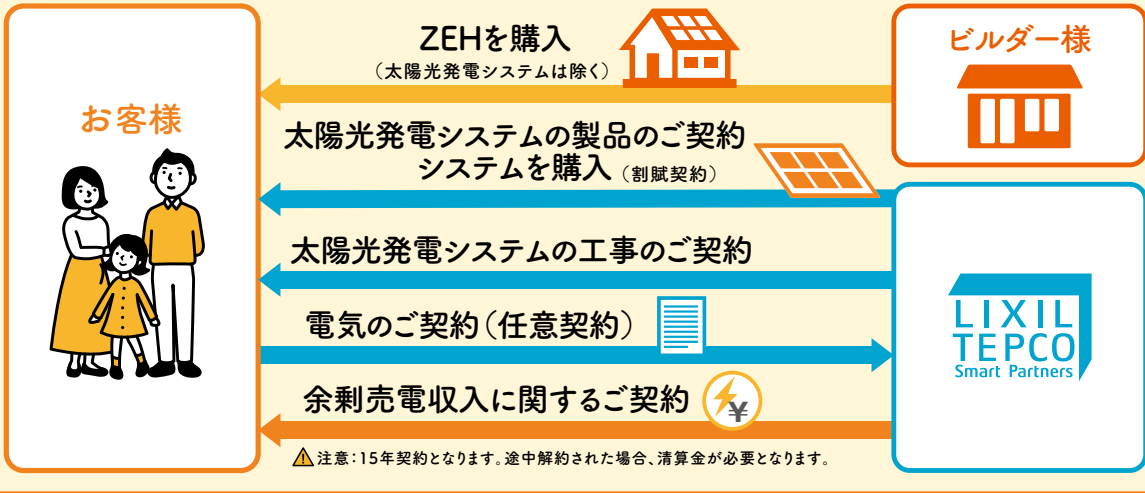 ZEHを購入
（太陽光発電システムは除く）
ビルダー様
お客様
太陽光発電システムの製品のご契約
システムを購入（割賦契約）
太陽光発電システムの工事のご契約
電気のご契約（任意契約）
LIXIL
TEPCO
Smart Partners
余剰売電収入に関するご契約
¥
注意：15年契約となります。途中解約された場合、清算金が必要となります。